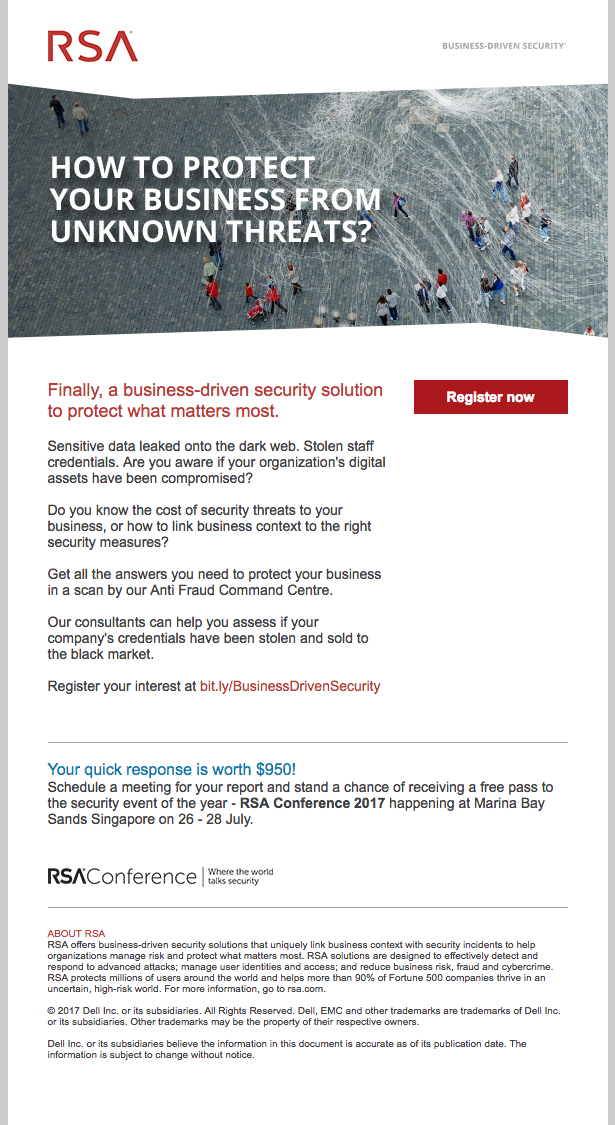 RSA
BUSINESS-DRIVEN SECURITY™
HOW TO PROTECT
YOUR BUSINESS FROM
UNKNOWN THREATS?
Finally, a business-driven security solution
to protect what matters most.
Register now
Sensitive data leaked onto the dark web. Stolen staff
credentials. Are you aware if your organization's digital
assets have been compromised?
Do you know the cost of security threats to your
business, or how to link business context to the right
security measures?
Get all the answers you need to protect your business
in a scan by our Anti Fraud Command Centre.
Our consultants can help you assess if your
company's credentials have been stolen and sold to
the black market.
Register your interest at bit.ly/BusinessDrivenSecurity
Your quick response is worth $950!
Schedule a meeting for your report and stand a chance of receiving a free pass to
the security event of the year - RSA Conference 2017 happening at Marina Bay
Sands Singapore on 26 - 28 July.
RSAConference
Where the world
talks security
ABOUT RSA
RSA offers business-driven security solutions that uniquely link business context with security incidents to help
organizations manage risk and protect what matters most. RSA solutions are designed to effectively detect and
respond to advanced attacks; manage user identities and access; and reduce business risk, fraud and cybercrime.
RSA protects millions of users around the world and helps more than 90% of Fortune 500 companies thrive in an
uncertain, high-risk world. For more information, go to rsa.com.
© 2017 Dell Inc. or its subsidiaries. All Rights Reserved. Dell, EMC and other trademarks are trademarks of Dell Inc.
or its subsidiaries. Other trademarks may be the property of their respective owners.
Dell Inc. or its subsidiaries believe the information in this document is accurate as of its publication date. The
information is subject to change without notice.